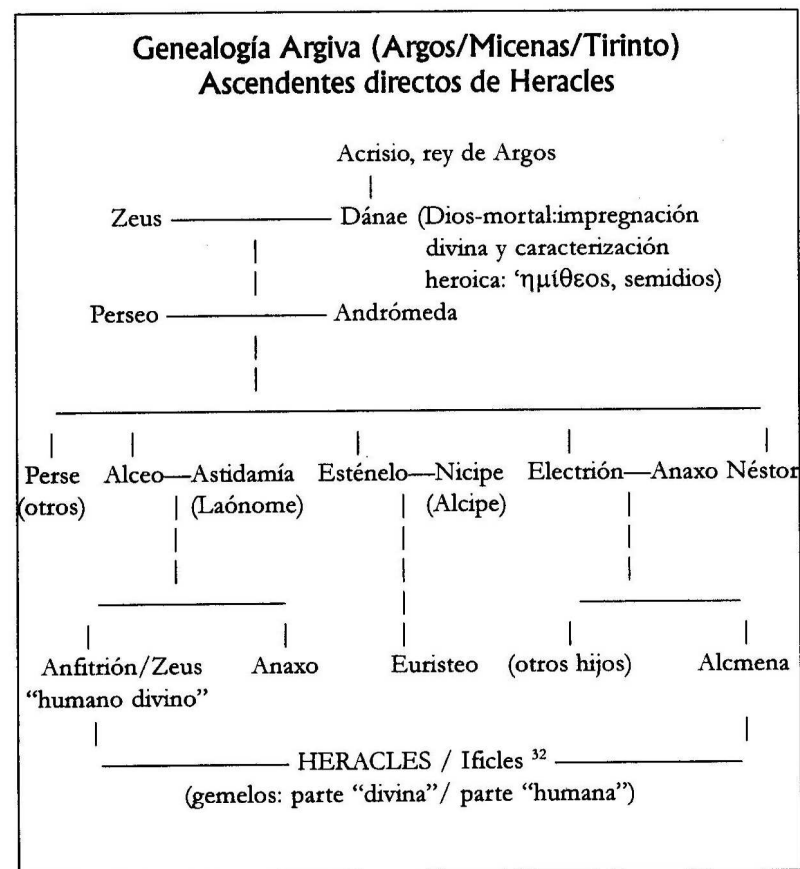 Genealogía Argiva (Argos/Micenas/Tirinto)
Ascendentes directos de Heracles
Acrisio, rey de Argos
Zeus Dánae (Dios-mortal:impregnación
divina y caracterización
heroica: ‘ημίθεος, semidios)
Perseo Andrómeda
Perse Alceo—Astidamía Esténelo—Nicipe Electrión—Anaxo Néstor
(otros) (Laónome) (Alcipe)
Anfitrión/Zeus Anaxo Euristeo (otros hijos) Alcmena
“humano divino”
HERACLES / Ificles 32
(gemelos: parte “divina”/ parte “humana”)